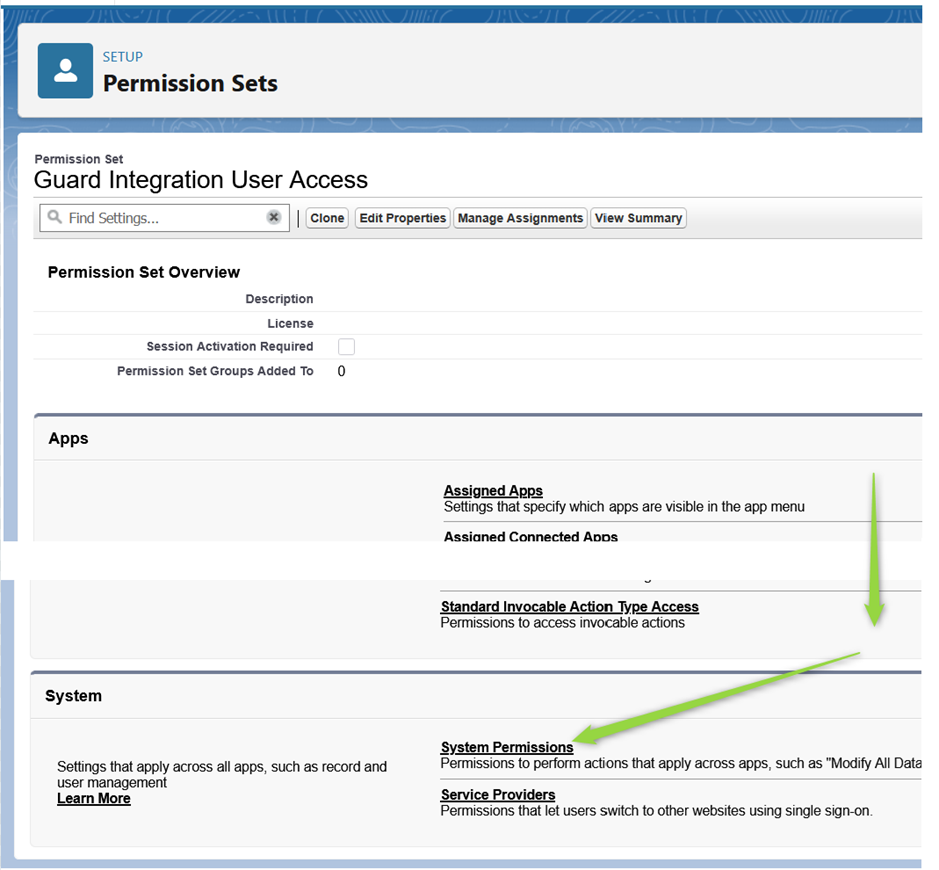 SETUP
Permission Sets
Permission Set
Guard Integration User Access
Find Settings...
Clone
Edit Properties
Manage Assignments
View Summary
Permission Set Overview
Description
License
Session Activation Required
Permission Set Groups Added To 0
Apps
Assigned Apps
Settings that specify which apps are visible in the app menu
Assigned Connected Apps
Standard Invocable Action Type Access
Permissions to access invocable actions
System
Settings that apply across all apps, such as record and
user management
Learn More
System Permissions
Permissions to perform actions that apply across apps, such as "Modify All Data
Service Providers
Permissions that let users switch to other websites using single sign-on.